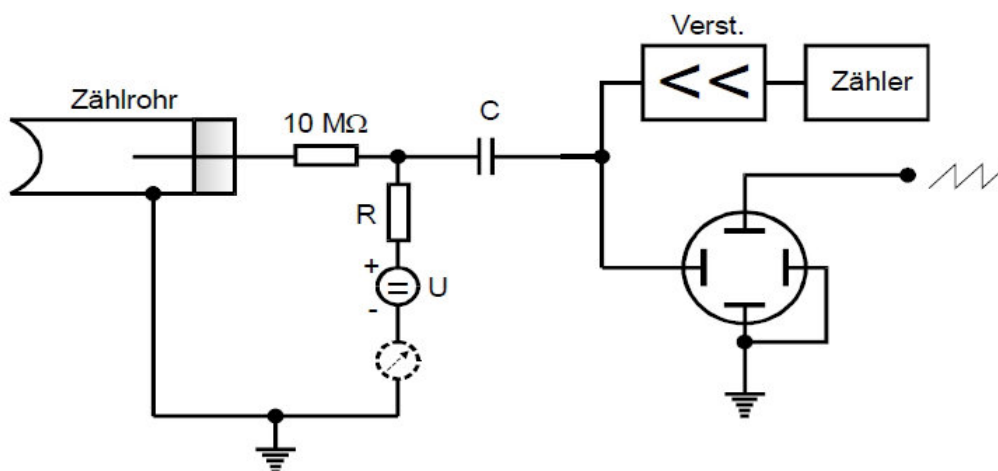 Verst.
<<
Zähler
Zählrohr
10 MΩ
C
R
+
=
U
-